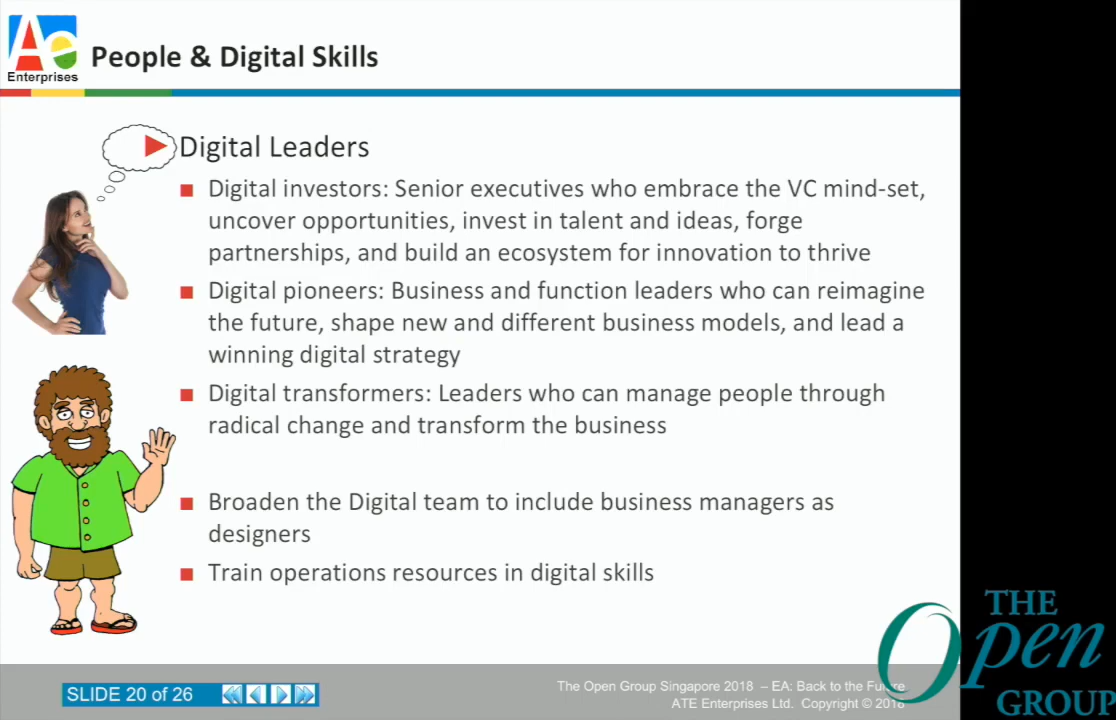 Ae
Enterprises
People & Digital Skills
Digital Leaders
Digital investors: Senior executives who embrace the VC mind-set,
uncover opportunities, invest in talent and ideas, forge
partnerships, and build an ecosystem for innovation to thrive
Digital pioneers: Business and function leaders who can reimagine
the future, shape new and different business models, and lead a
winning digital strategy
Digital transformers: Leaders who can manage people through
radical change and transform the business
Broaden the Digital team to include business managers as
designers
Train operations resources in digital skills
SLIDE 20 of 26
The Open Group Singapore 2018 – EA: Back to the Future
ATE Enterprises Ltd. Copyright © 2018
THE
Open
GROUP